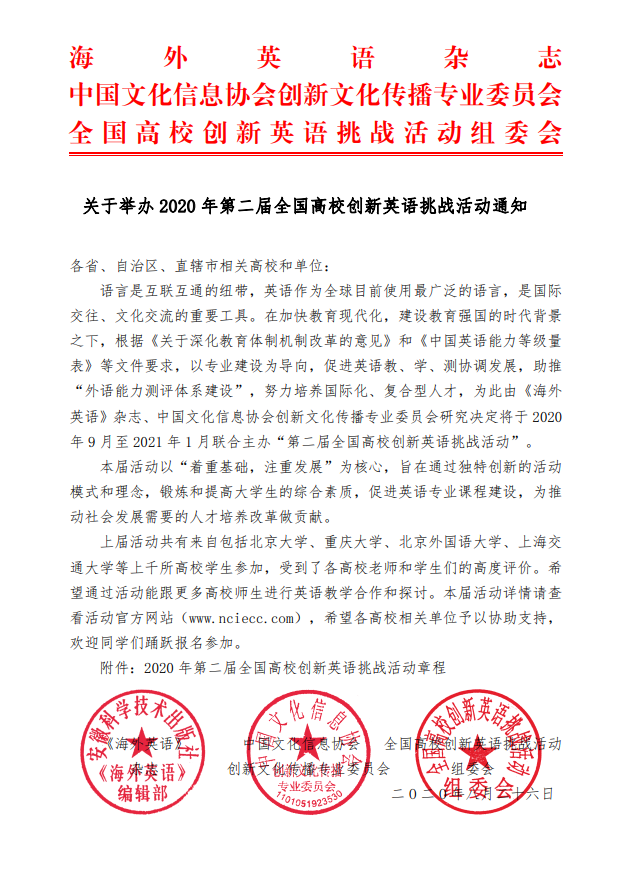 海外英语杂志
中国文化信息协会创新文化传播专业委员会
全国高校创新英语挑战活动组委会
关于举办 2020 年第二届全国高校创新英语挑战活动通知
各省、自治区、直辖市相关高校和单位：
语言是互联互通的纽带，英语作为全球目前使用最广泛的语言，是国际
交往、文化交流的重要工具。在加快教育现代化，建设教育强国的时代背景
之下，根据《关于深化教育体制机制改革的意见》和《中国英语能力等级量
表》等文件要求，以专业建设为导向，促进英语教、学、测协调发展，助推
“外语能力测评体系建设”，努力培养国际化、复合型人才，为此由《海外
英语》杂志、中国文化信息协会创新文化传播专业委员会研究决定将于 2020
年 9 月至 2021 年 1 月联合主办“第二届全国高校创新英语挑战活动”。
本届活动以“着重基础，注重发展”为核心，旨在通过独特创新的活动
模式和理念，锻炼和提高大学生的综合素质，促进英语专业课程建设，为推
动社会发展需要的人才培养改革做贡献。
上届活动共有来自包括北京大学、重庆大学、北京外国语大学、上海交
通大学等上千所高校学生参加，受到了各高校老师和学生们的高度评价。希
望通过活动能跟更多高校师生进行英语教学合作和探讨。本届活动详情请查
看活动官方网站（www.nciecc.com），希望各高校相关单位予以协助支持，
欢迎同学们踊跃报名参加。
附件：2020 年第二届全国高校创新英语挑战活动章程
《海外英语》 中国文化信息协会 全国高校创新英语挑战活动
杂志 创新文化传播专业委员会 组委会
二〇二〇年八月二十六日
安徽科学技术出版社
《海外英语》
编辑部
中国文化信息协会
创新文化传播
专业委员会
1101051923530
全国高校创新英语挑战活动
组委会